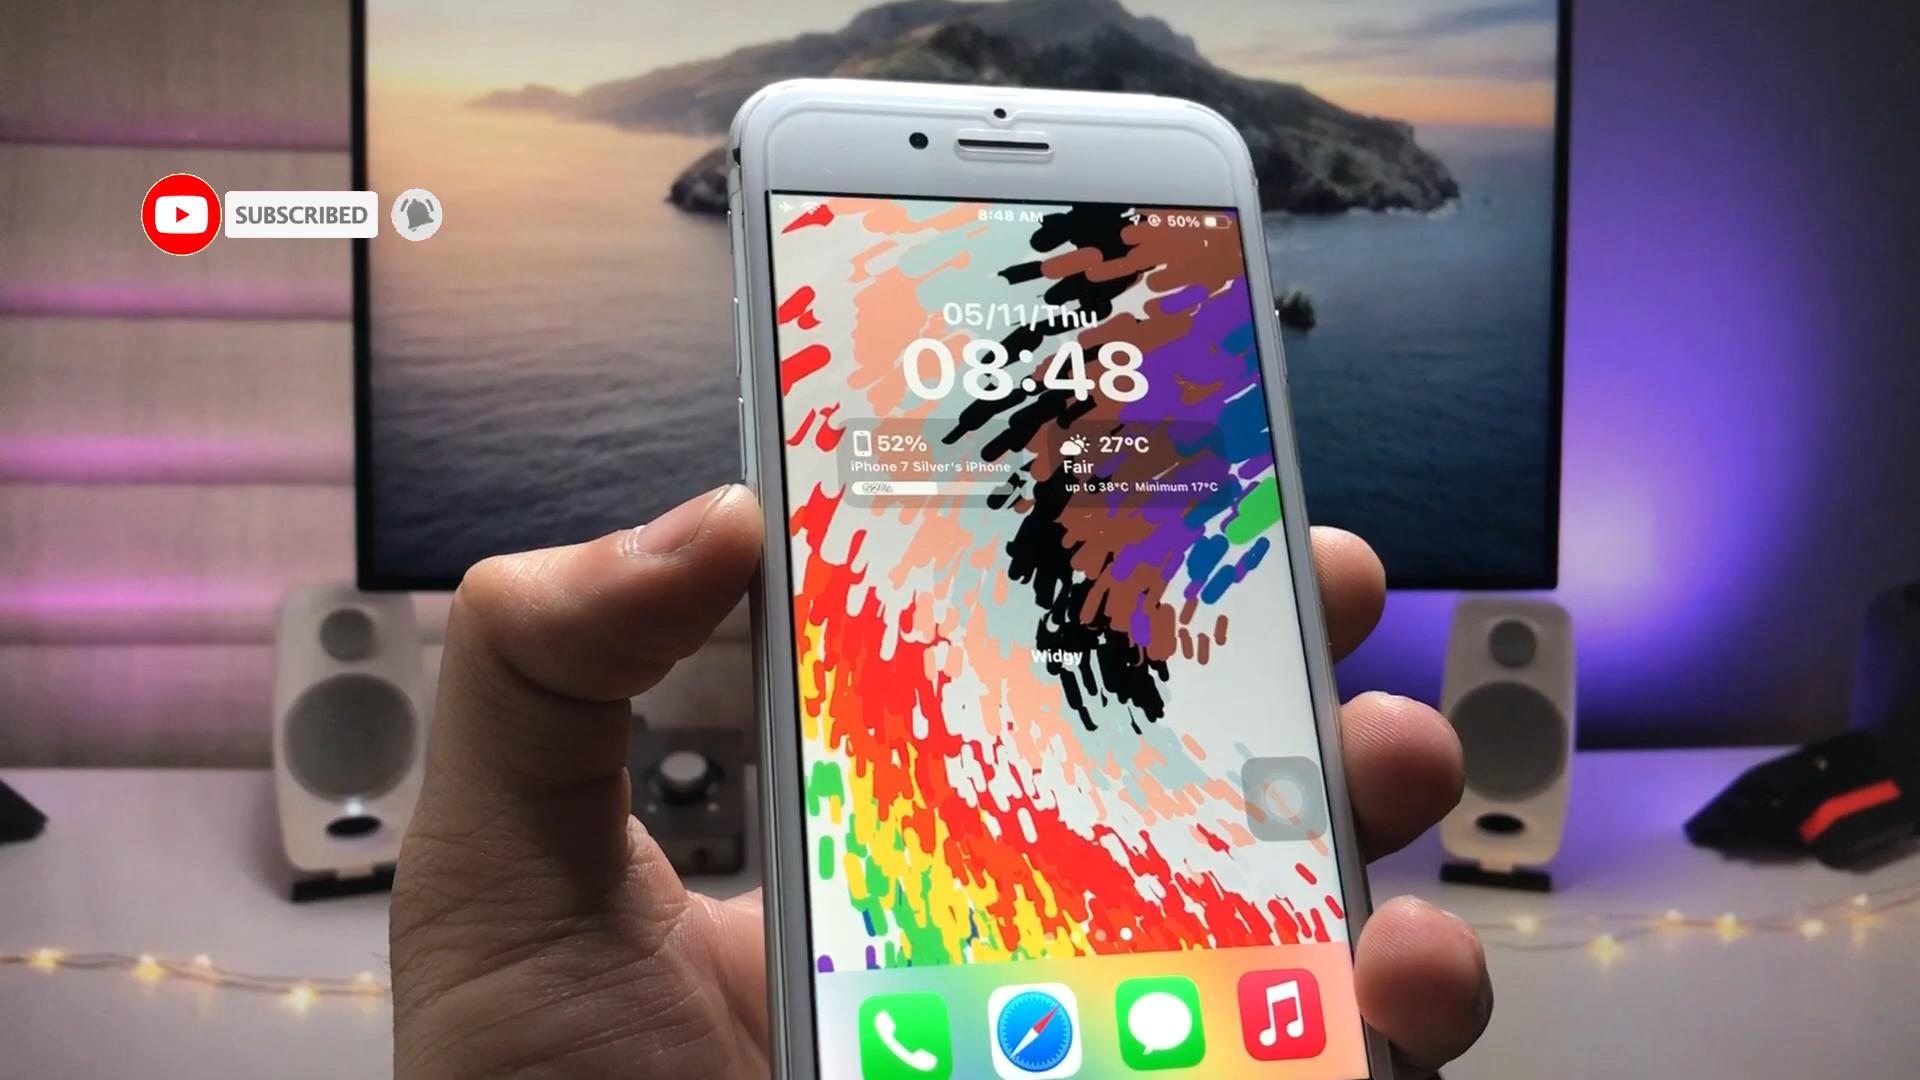 SUBSCRIBED
8:48 AM
50%
05/11/Thu
08:48
52%
iPhone 7 Silver's iPhone
52%
27°C
Fair
up to 38°C Minimum 17°C
Widgy